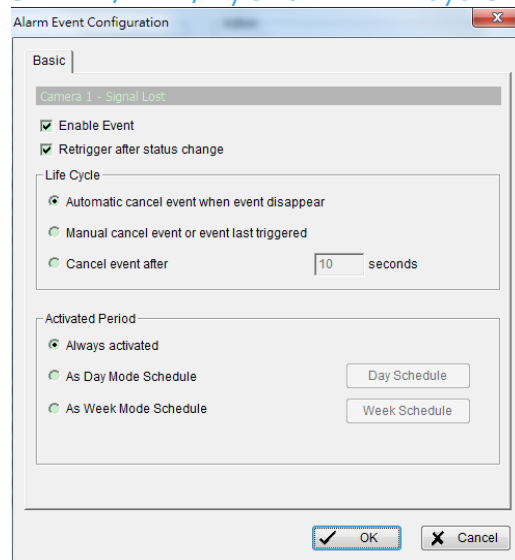 Alarm Event Configuration
Basic
Camera 1 - Signal Lost
Enable Event
Retrigger after status change
Life Cycle
Automatic cancel event when event disappear
Manual cancel event or event last triggered
Cancel event after 10 seconds
Activated Period
Always activated
As Day Mode Schedule Day Schedule
As Week Mode Schedule Week Schedule
OK Cancel